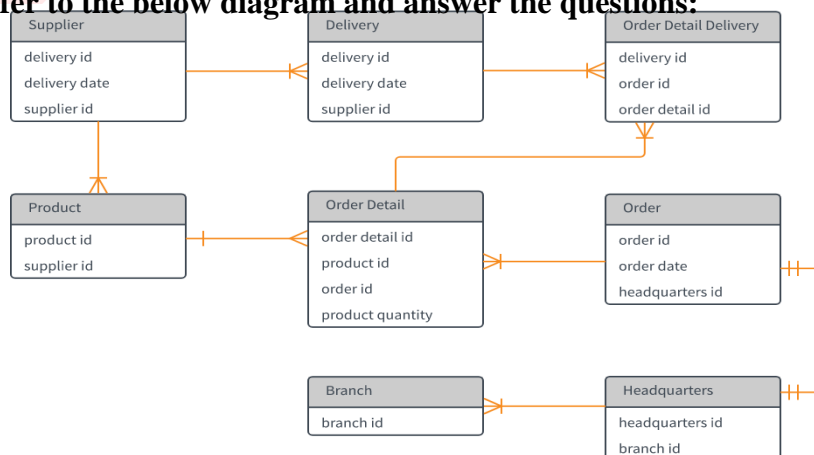 fer to the below diagram and answer the questions:
Supplier
delivery id
delivery date
supplier id
Delivery
delivery id
delivery date
supplier id
Order Detail Delivery
delivery id
order id
order detail id
Product
product id
supplier id
Order Detail
order detail id
product id
order id
product quantity
Order
order id
order date
headquarters id
Branch
branch id
Headquarters
headquarters id
branch id